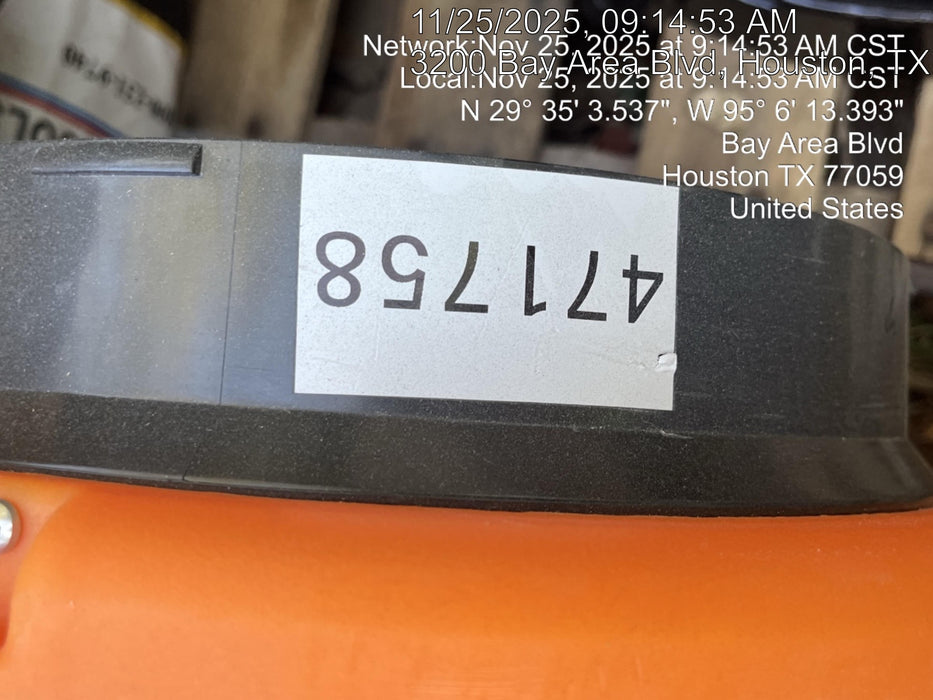 11/25/2025, 09:14:53 AM
Network:Nov 25, 2025 at 9:14:53 AM CST
3200 Bay Area Blvd, Houston, TX
Local:Nov 25, 2025 at 9:14:53 AM CST
N 29° 35' 3.537", W 95° 6' 13.393"
Bay Area Blvd
Houston TX 77059
United States
471758